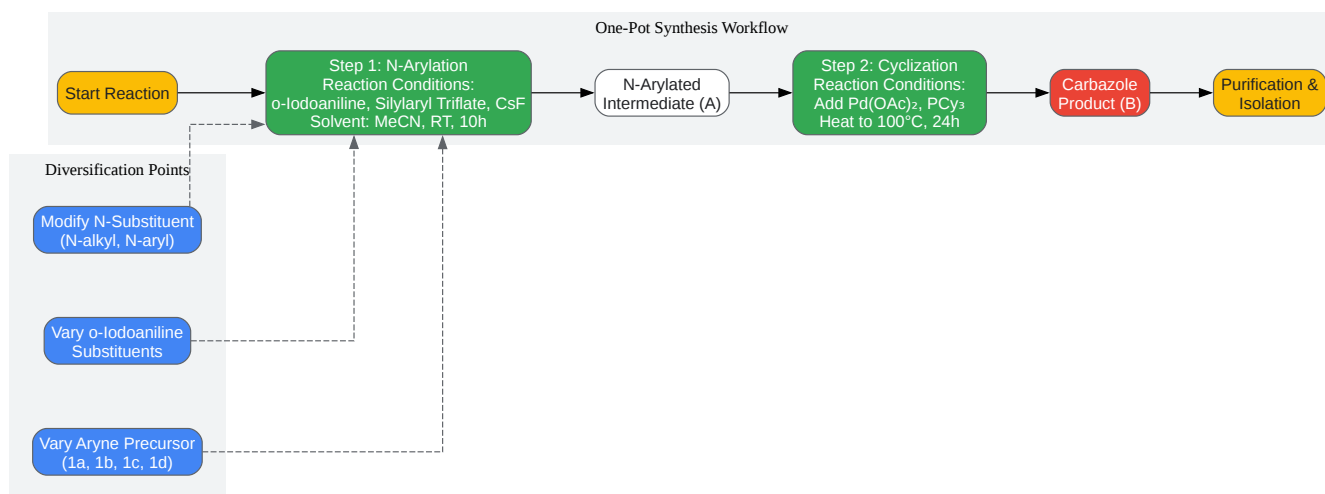 One-Pot Synthesis Workflow
Start Reaction
Step 1: N-Arylation
Reaction Conditions:
o-Iodoaniline, Silylaryl Triflate, CsF
Solvent: MeCN, RT, 10h
N-Arylated
Intermediate (A)
Step 2: Cyclization
Reaction Conditions:
Add Pd(OAc)₂, PCy₃
Heat to 100°C, 24h
Carbazole
Product (B)
Purification &
Isolation
Diversification Points
Modify N-Substituent
(N-alkyl, N-aryl)
Vary o-Iodoaniline
Substituents
Vary Aryne Precursor
(1a, 1b, 1c, 1d)